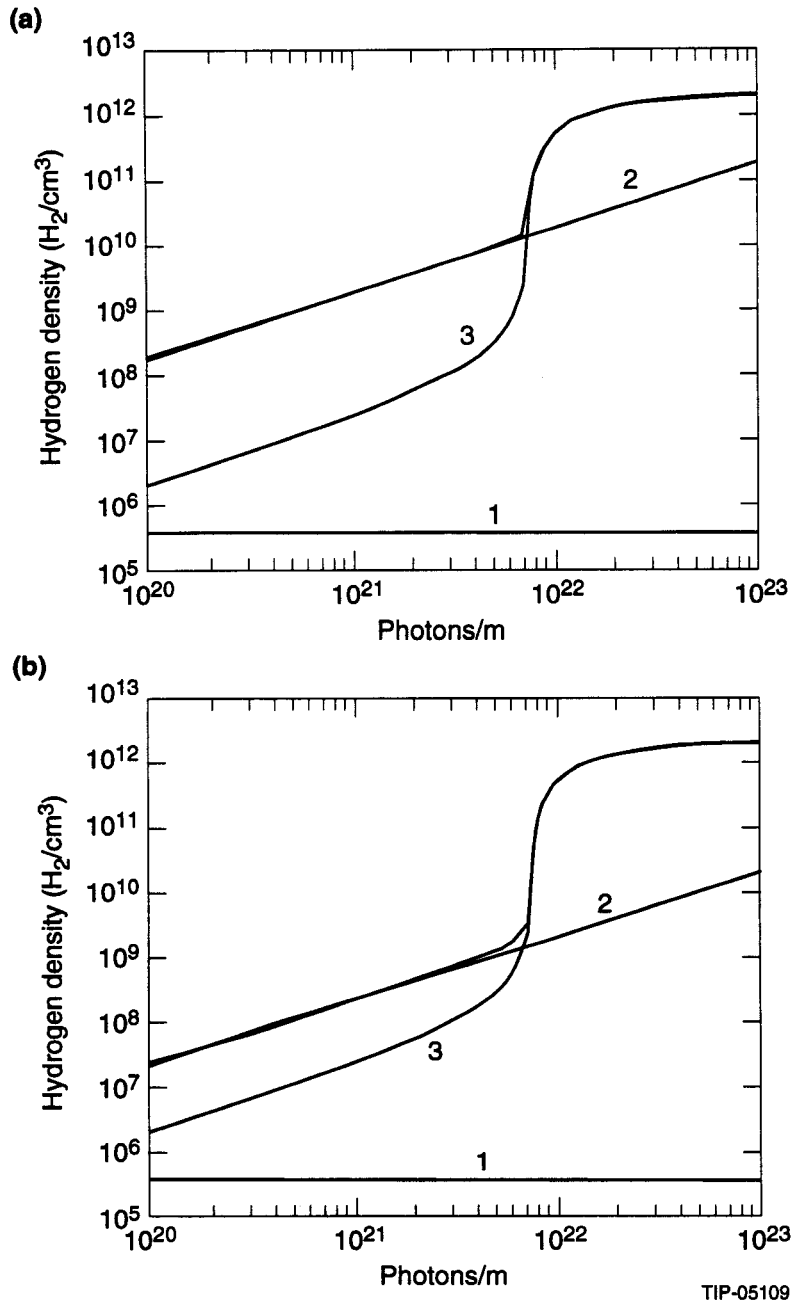 (a)
10¹³
10¹²
10¹¹
10¹⁰
10⁹
10⁸
10⁷
10⁶
10⁵
Hydrogen density (H₂/cm³)
2
3
1
10²⁰ 10²¹ 10²² 10²³
Photons/m
(b)
10¹³
10¹²
10¹¹
10¹⁰
10⁹
10⁸
10⁷
10⁶
10⁵
Hydrogen density (H₂/cm³)
2
3
1
10²⁰ 10²¹ 10²² 10²³
Photons/m
TIP-05109